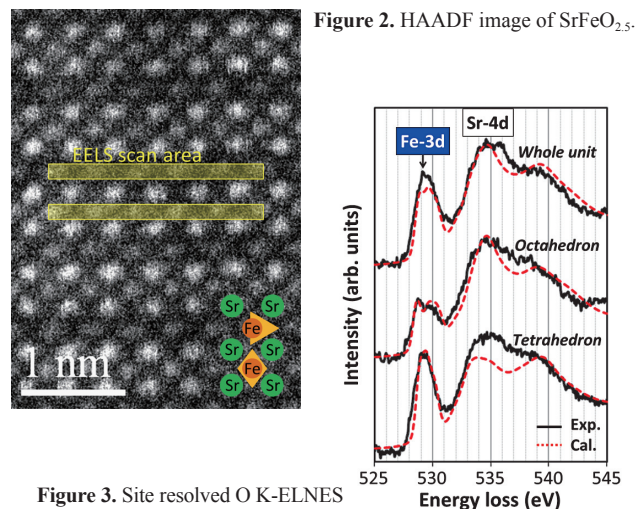 Figure 2. HAADF image of SrFeO2.5.
EELS scan area
Sr Sr
Fe
Sr Sr
Fe
Sr Sr
1 nm
Sr-4d
Fe-3d
Whole unit
Octahedron
Tetrahedron
Exp.
Cal.
Intensity (arb. units)
525 530 535 540 545
Energy loss (eV)
Figure 3. Site resolved O K-ELNES